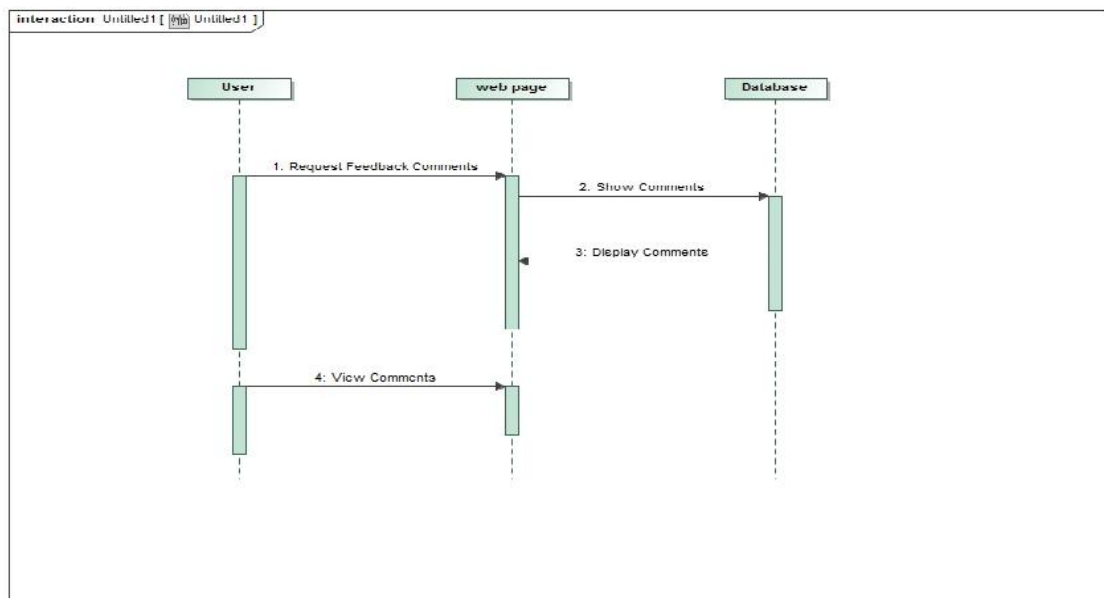 interaction Untitled1 [ Untitled1 ]
User
web page
Database
1: Request Feedback Comments
2: Show Comments
3: Display Comments
4: View Comments